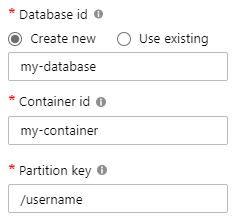 * Database id
Create new Use existing
my-database
* Container id
my-container
* Partition key
/username